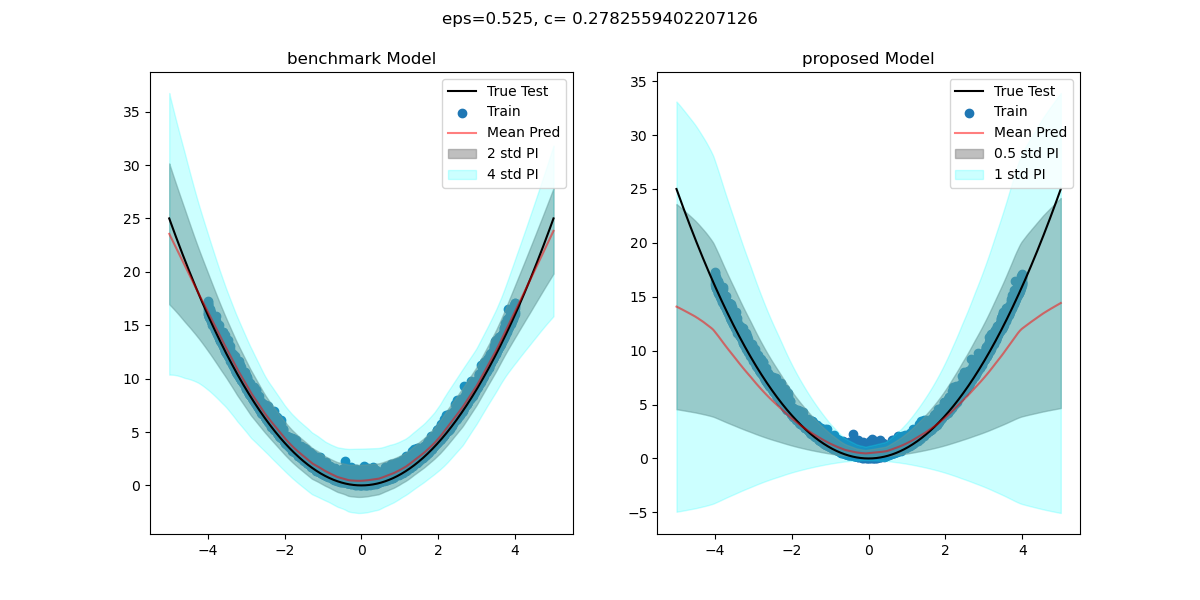 eps=0.525, c= 0.2782559402207126
benchmark Model
proposed Model
True Test
Train
Mean Pred
2 std PI
4 std PI
35
30
25
20
15
10
5
0
−4
−2
0
2
4
True Test
Train
Mean Pred
0.5 std PI
1 std PI
35
30
25
20
15
10
5
0
−5
−4
−2
0
2
4